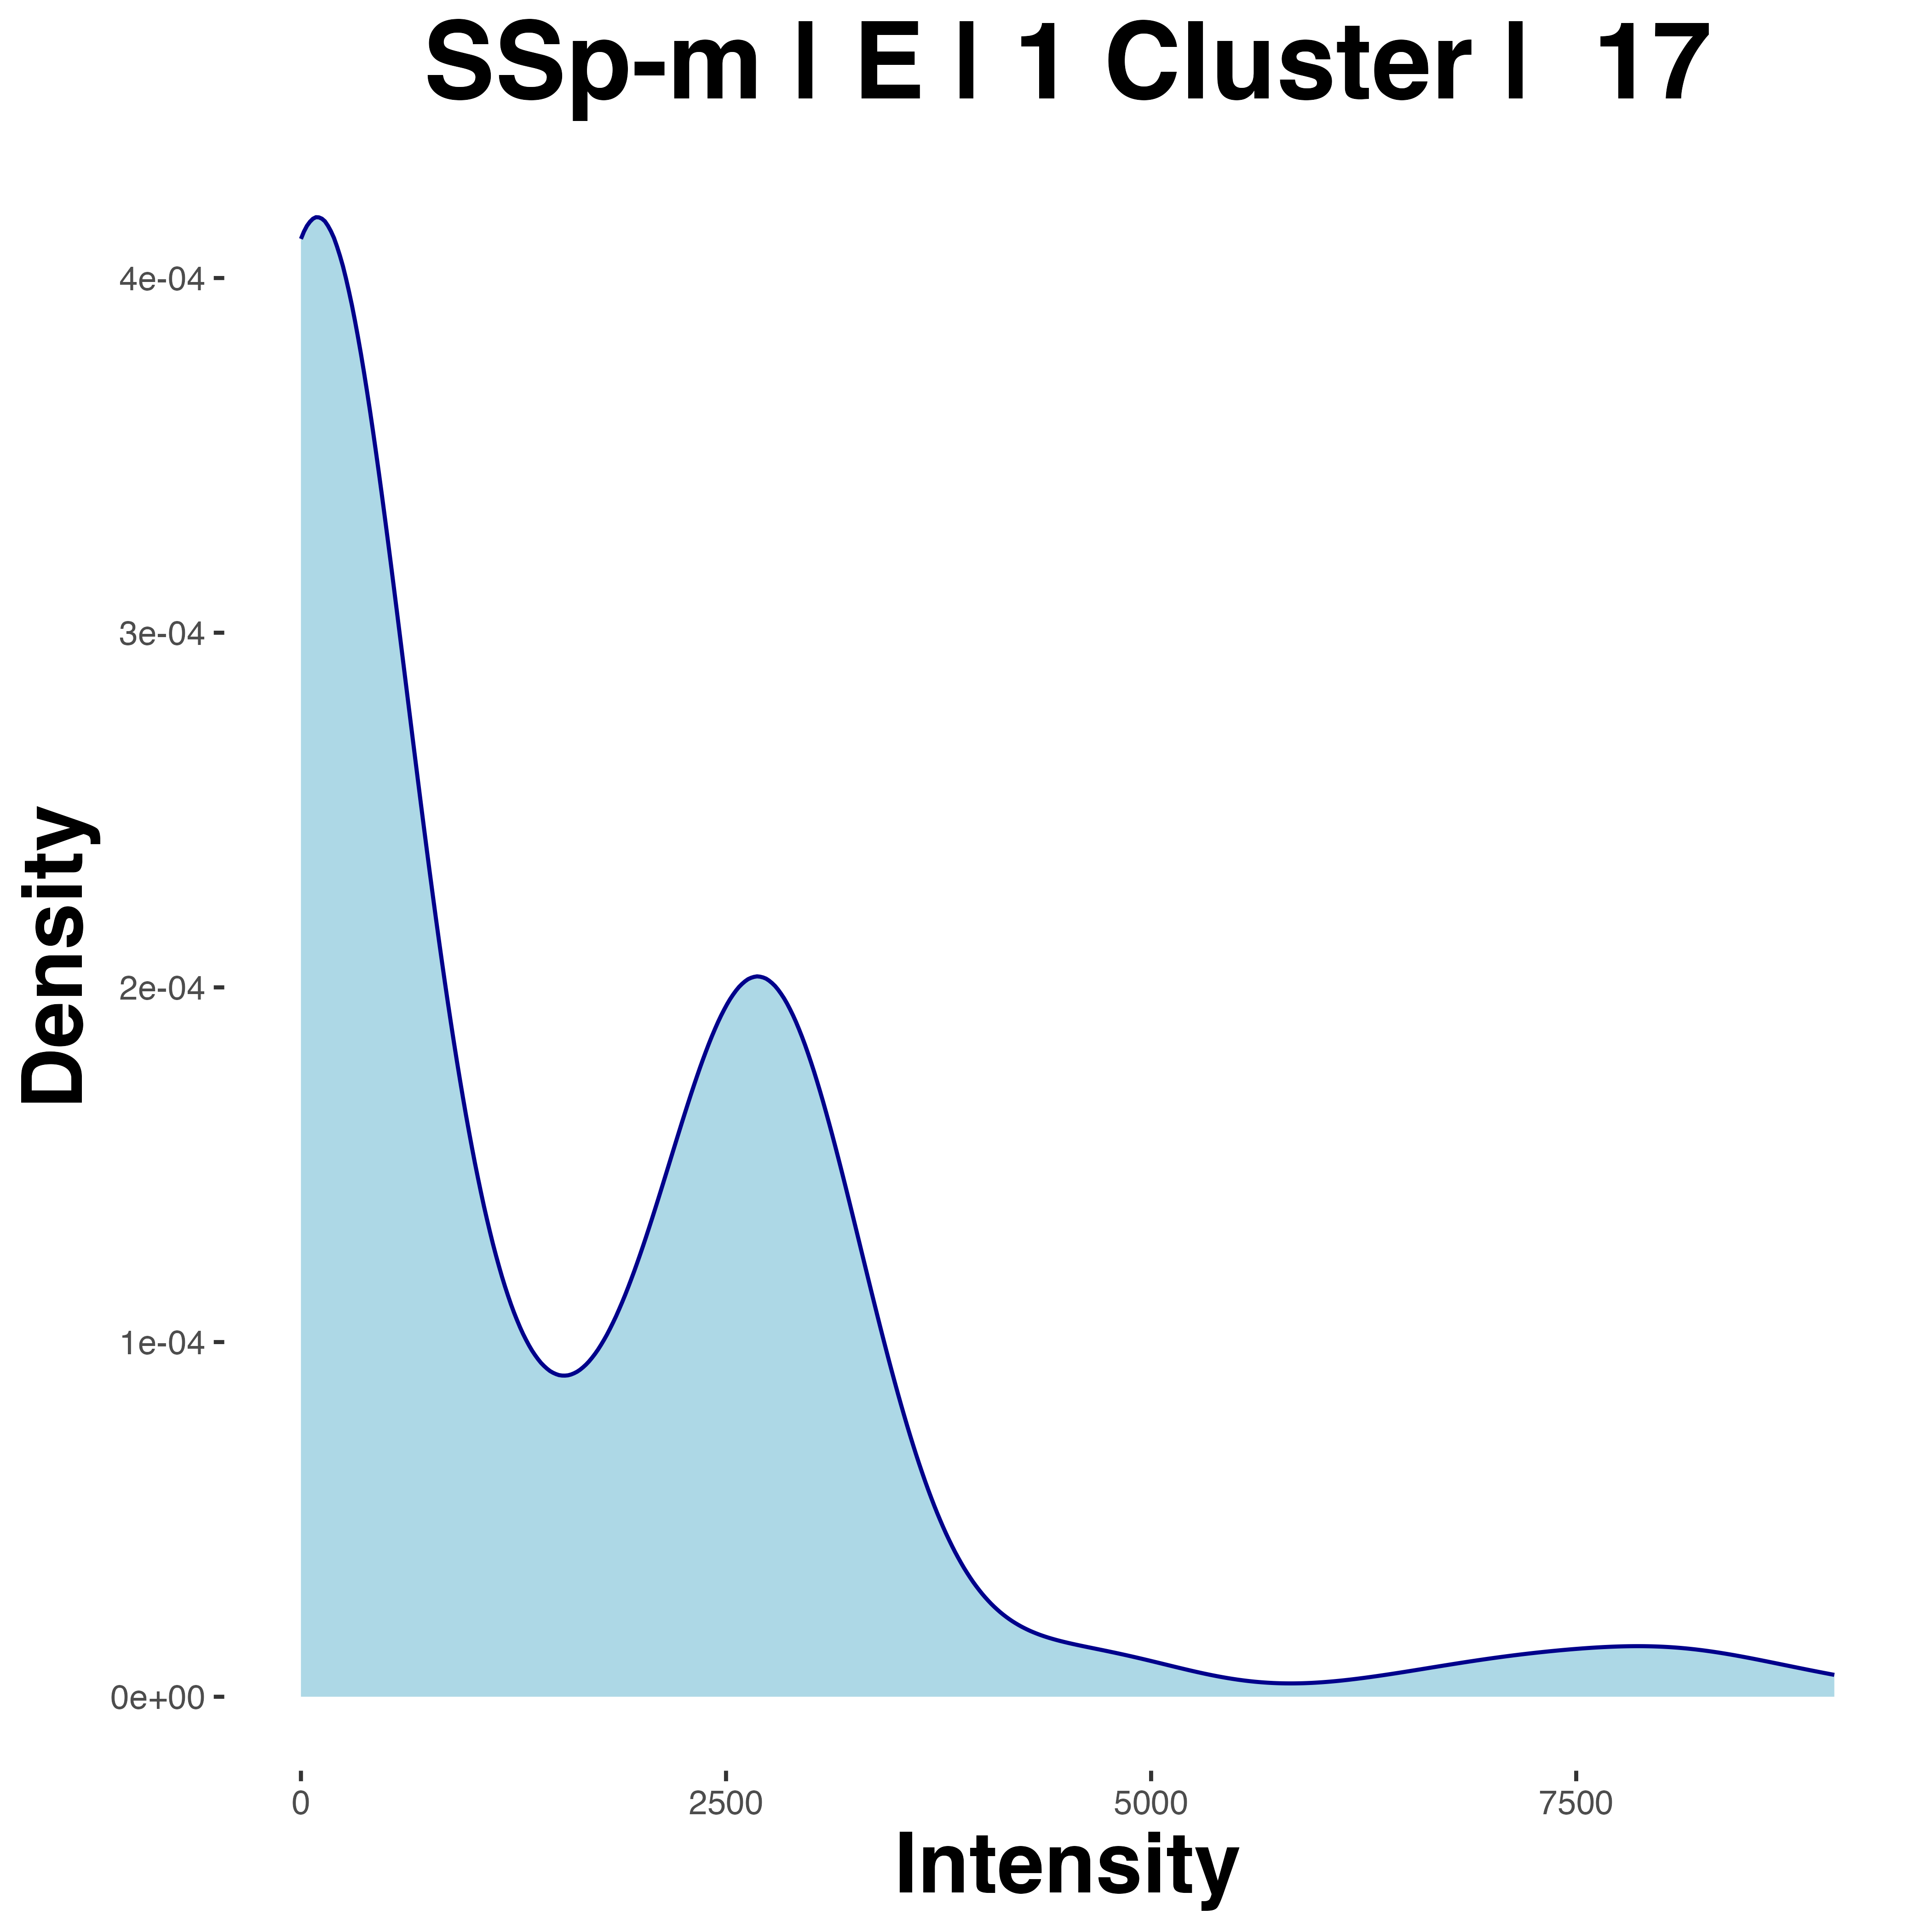 SSp-m | E | 1 Cluster |  17
Density
4e-04
3e-04
2e-04
1e-04
0e+00
0
2500
5000
7500
Intensity